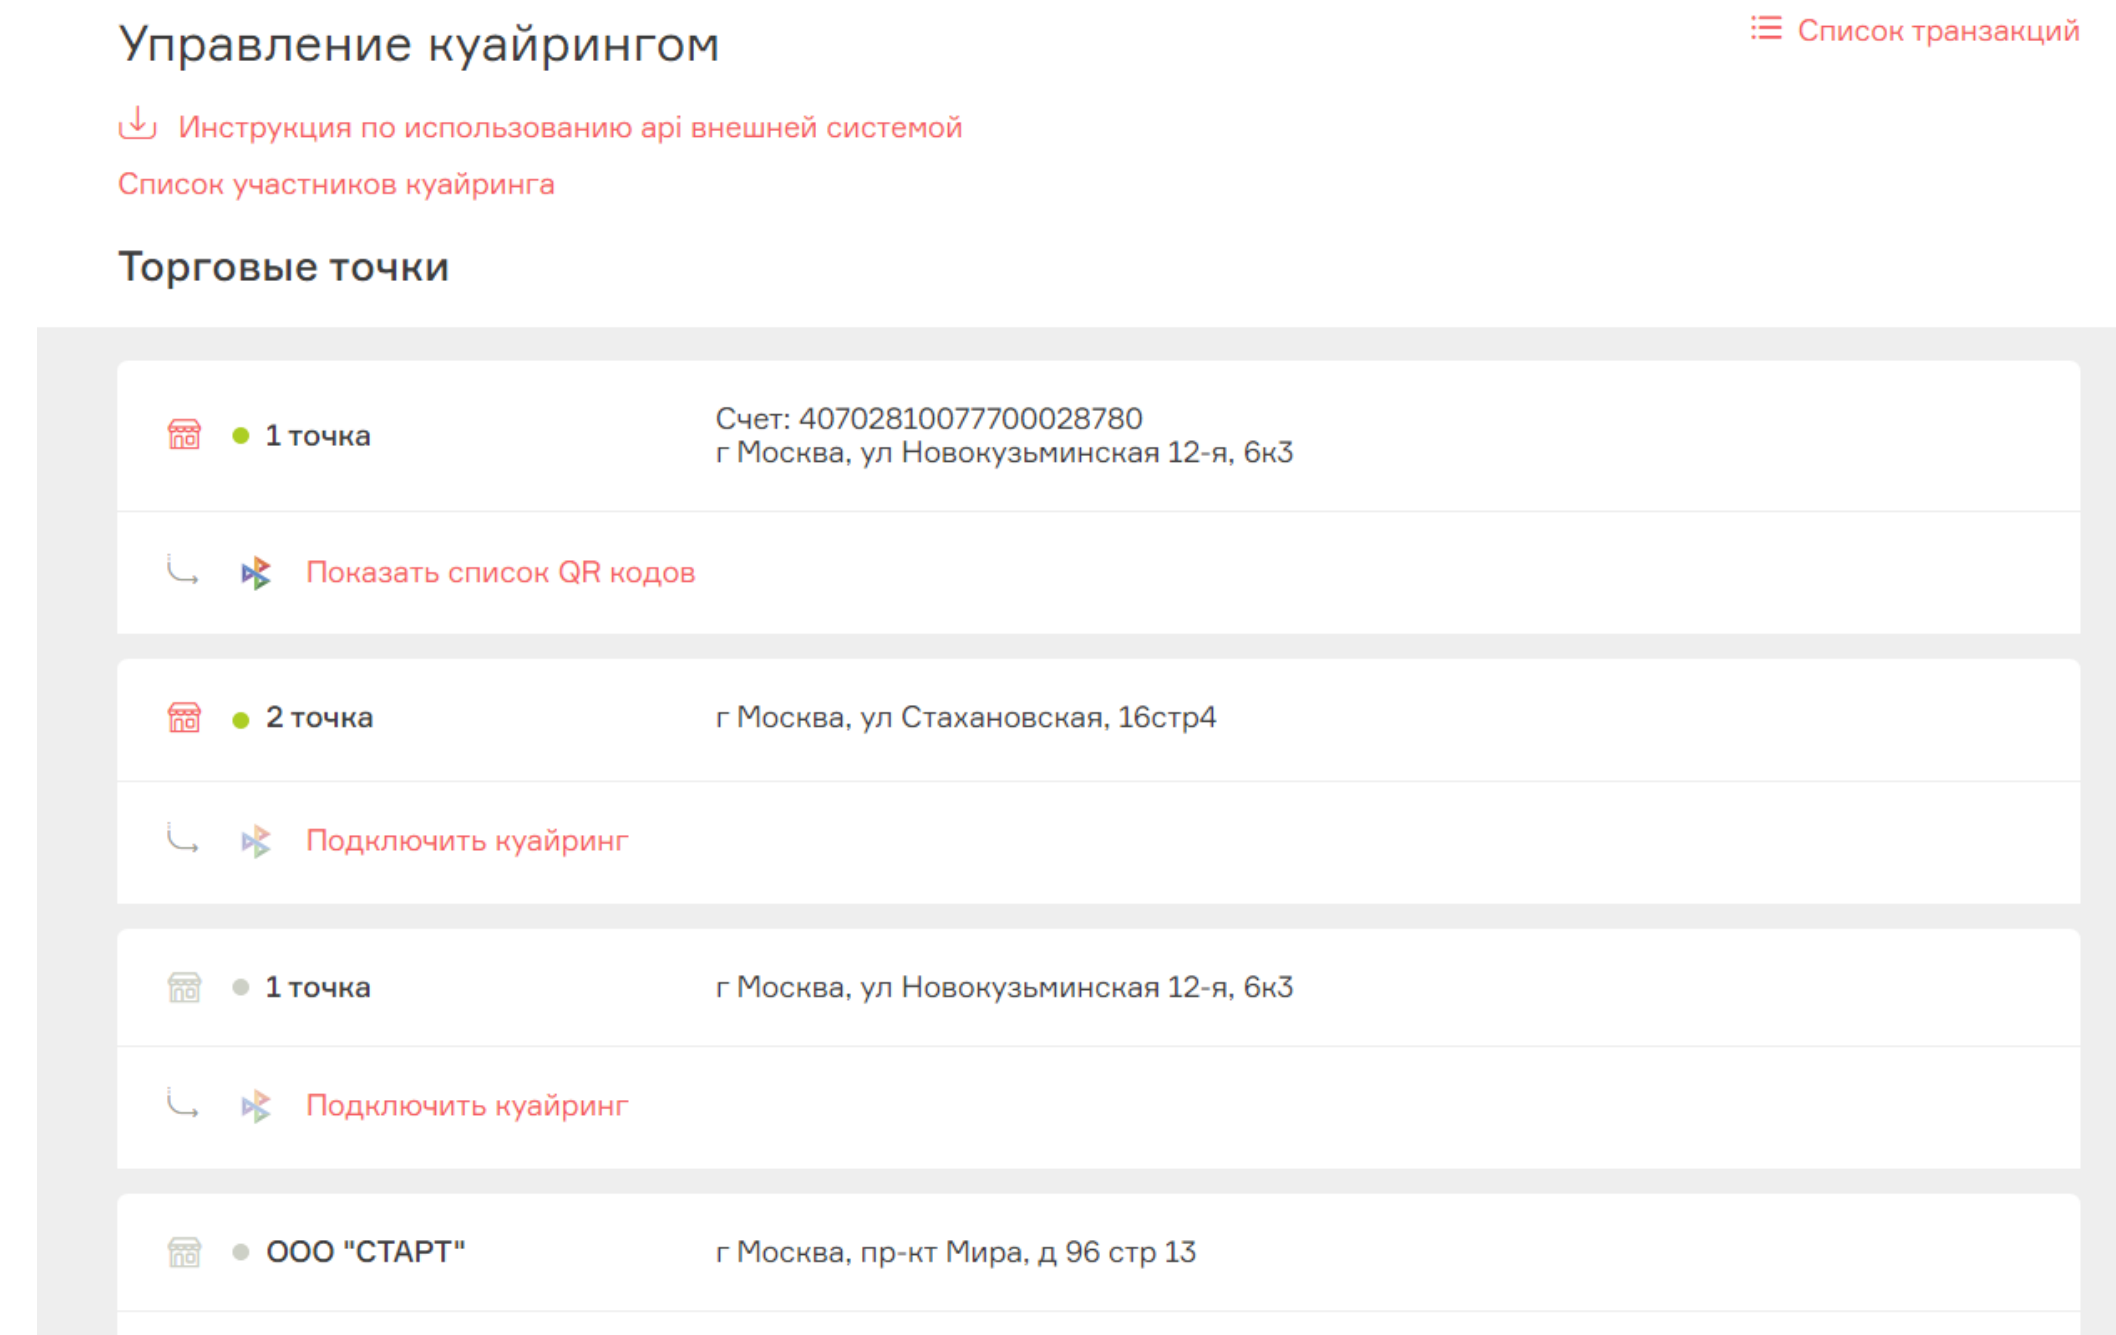 Управление куайрингом
Список транзакций
Инструкция по использованию api внешней системой
Список участников куайринга
Торговые точки
1 точка
Счет: 40702810077700028780
г Москва, ул Новокузьминская 12-я, 6к3
Показать список QR кодов
2 точка
г Москва, ул Стахановская, 16стр4
Подключить куайринг
1 точка
г Москва, ул Новокузьминская 12-я, 6к3
Подключить куайринг
ООО "СТАРТ"
г Москва, пр-кт Мира, д 96 стр 13